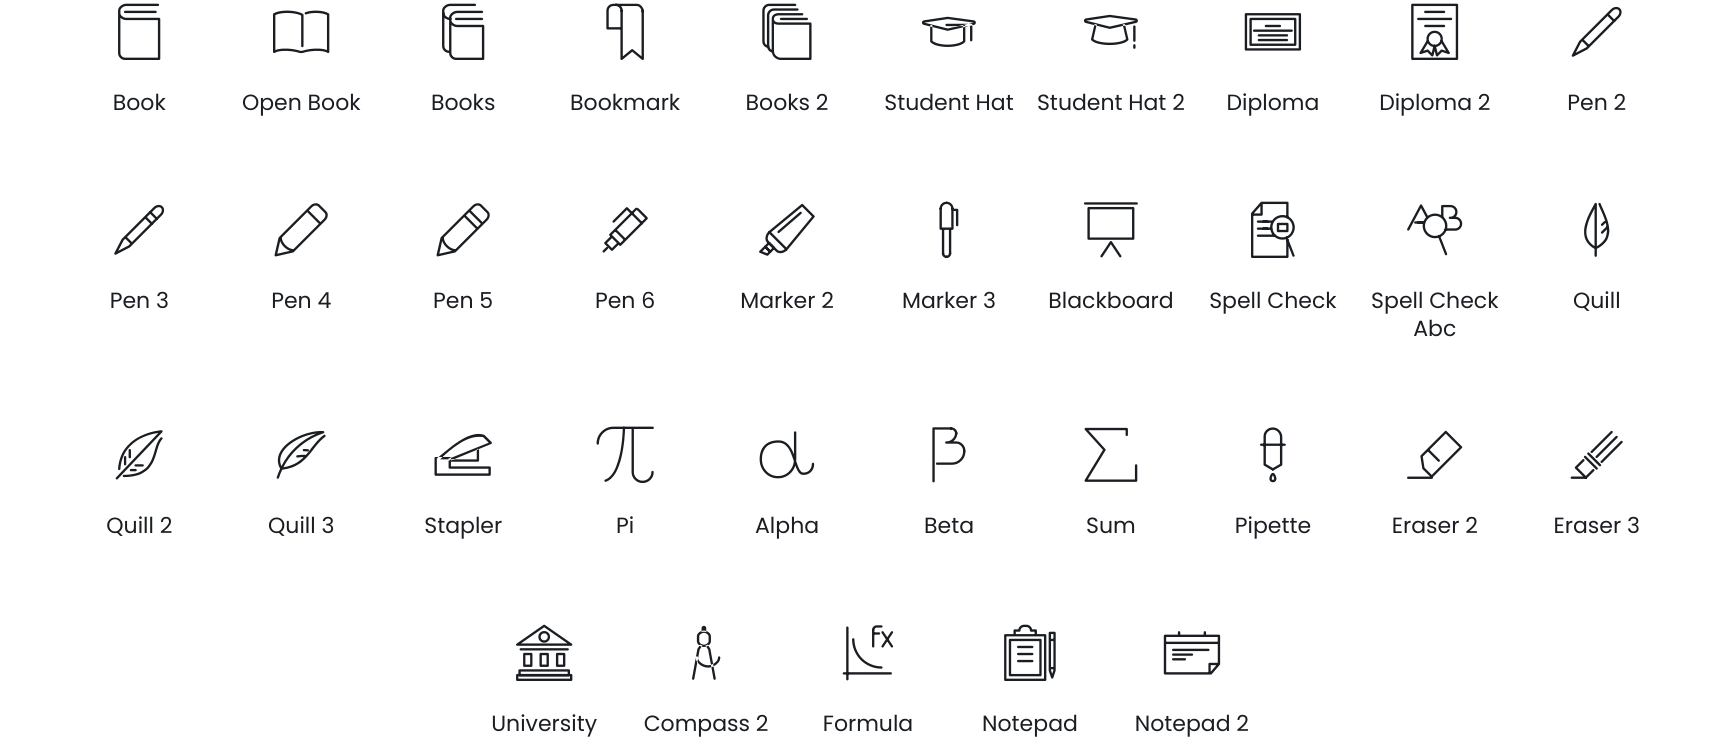 Book
Open Book
Books
Bookmark
Books 2
Student Hat
Student Hat 2
Diploma
Diploma 2
Pen 2
Pen 3
Pen 4
Pen 5
Pen 6
Marker 2
Marker 3
Blackboard
Spell Check
Spell Check
Abc
Quill
Quill 2
Quill 3
Stapler
Pi
Alpha
Beta
Sum
Pipette
Eraser 2
Eraser 3
fx
University
Compass 2
Formula
Notepad
Notepad 2